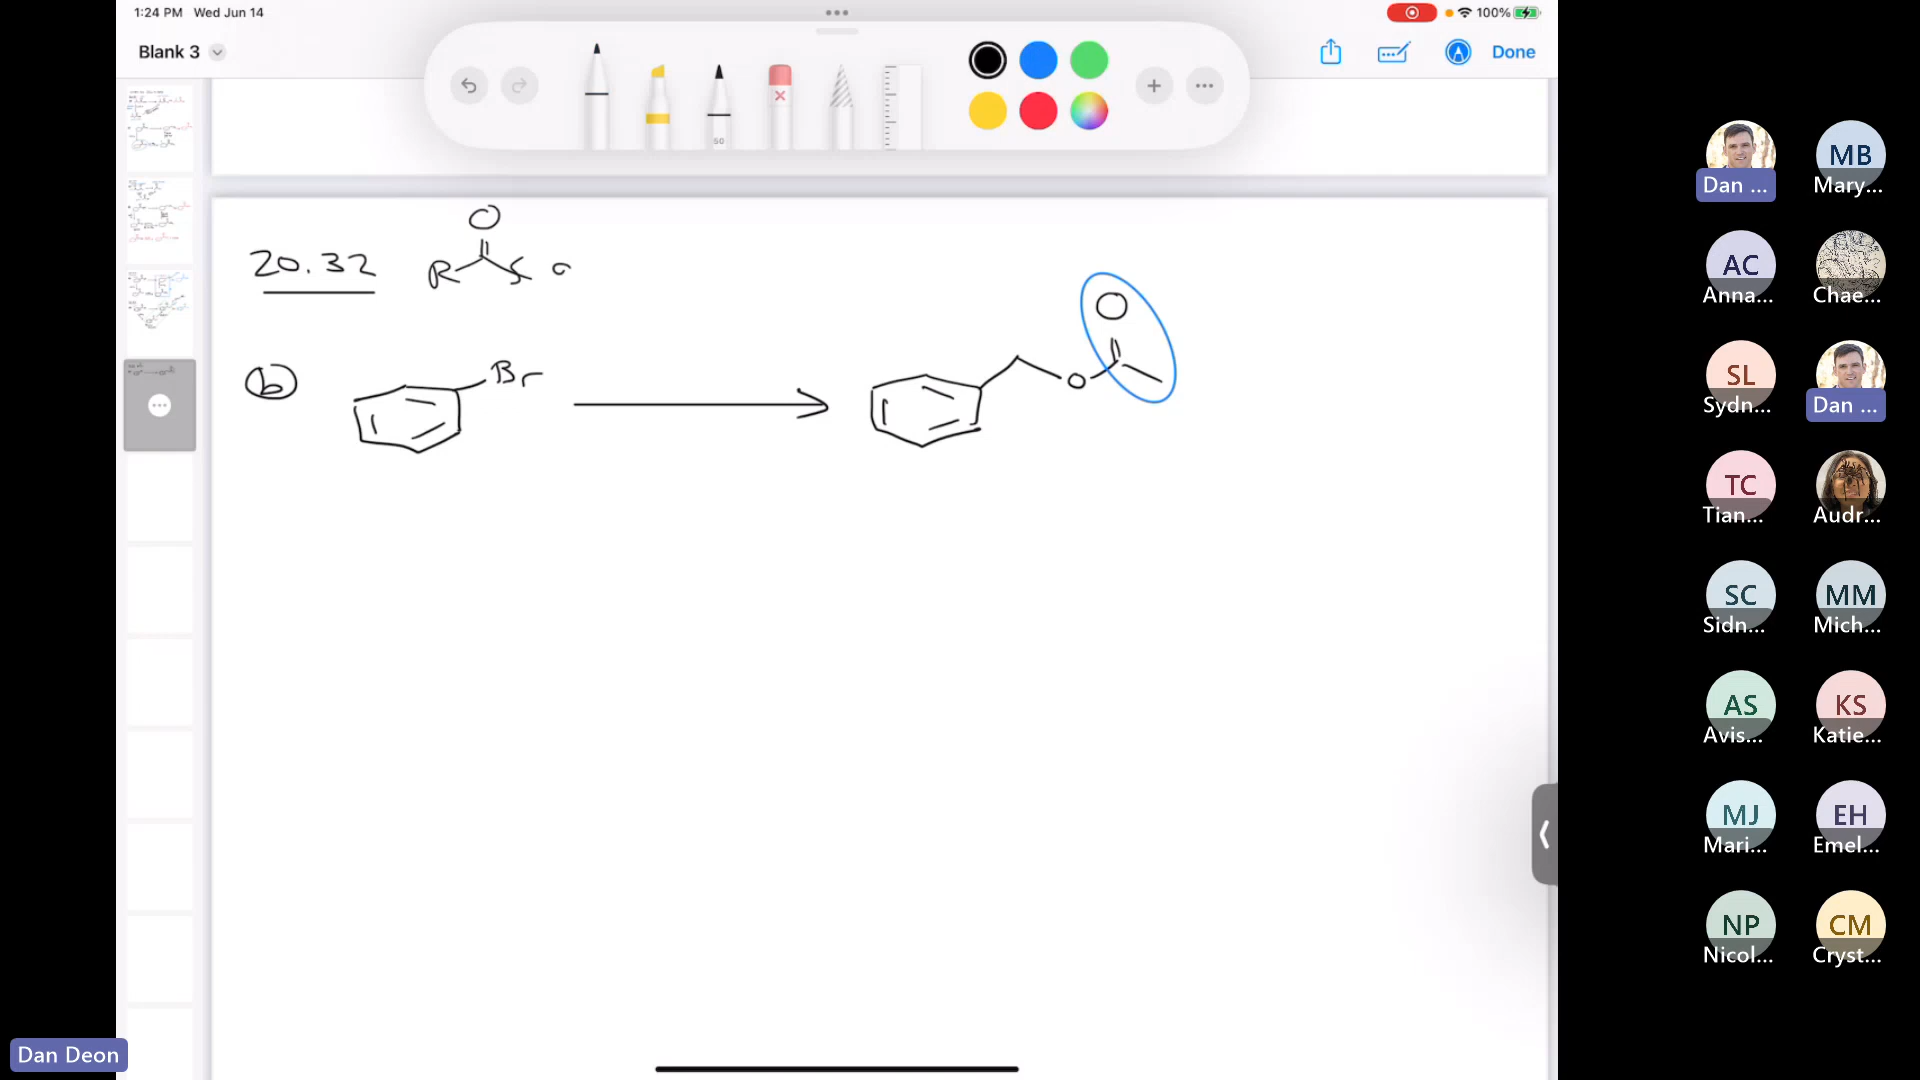 1:24 PM Wed Jun 14
100%
Blank 3
Done
50
20.32
O
R
(b)
Br
O
O
Dan ...
MB
Mary...
AC
Anna...
Chae...
SL
Sydn...
Dan ...
TC
Tian...
Audr...
SC
Sidn...
MM
Mich...
AS
Avis...
KS
Katie...
MJ
Mari...
EH
Emel...
NP
Nicol...
CM
Cryst...
Dan Deon